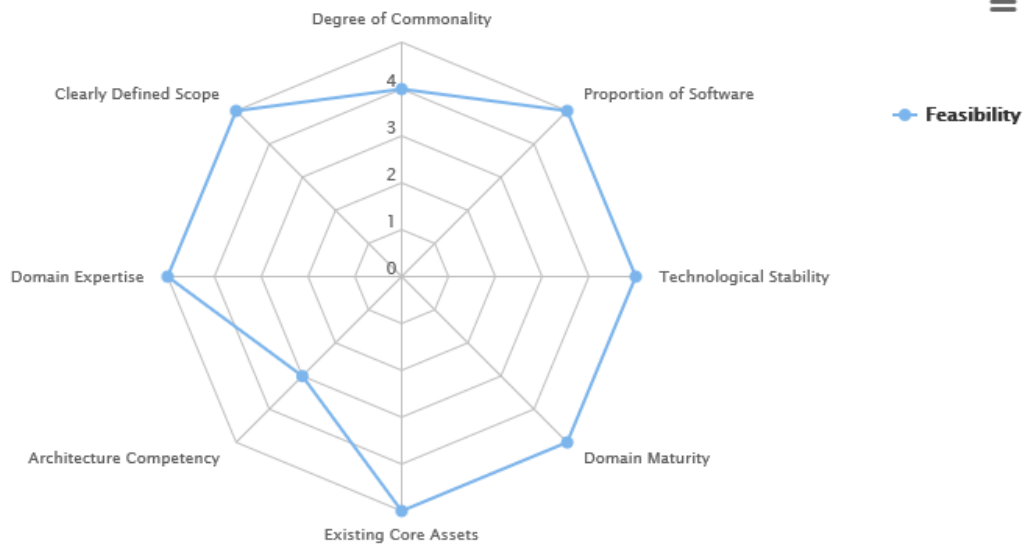 Degree of Commonality
Clearly Defined Scope
4
Proportion of Software
Feasibility
3
2
1
Domain Expertise
0
Technological Stability
Architecture Competency
Domain Maturity
Existing Core Assets